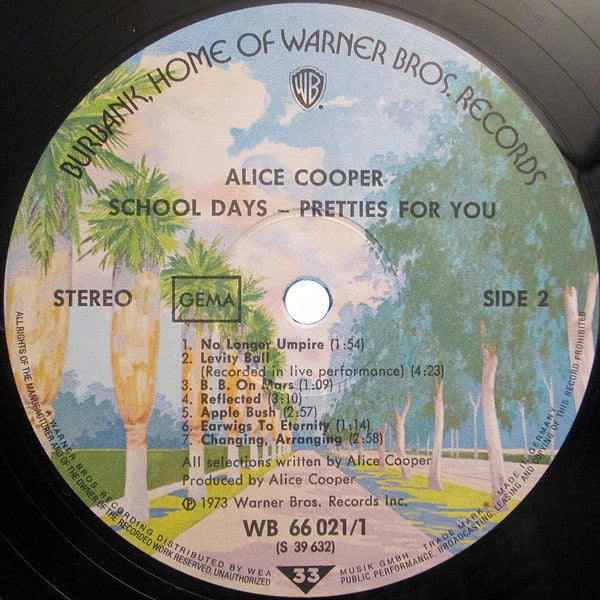 BURBANK, HOME OF WARNER BROS. RECORDS
WB
ALICE COOPER
SCHOOL DAYS – PRETTIES FOR YOU
STEREO GEMA SIDE 2
1. No Longer Umpire (1:54)
2. Levity Ball
(Recorded in live performance) (4:23)
3. B. B. On Mars (1:09)
4. Reflected (3:10)
5. Apple Bush (2:57)
6. Earwigs To Eternity (1:14)
7. Changing, Arranging (2:58)
All selections written by Alice Cooper
Produced by Alice Cooper
℗ 1973 Warner Bros. Records Inc.
WB 66 021/1
(S 39 632)
33
ALL RIGHTS OF THE MANUFACTURER AND OF THE OWNER OF THE RECORDED WORK RESERVED, UNAUTHORIZED
PUBLIC PERFORMANCE, BROADCASTING, LEASING AND COPYING OF THIS RECORD PROHIBITED
A WARNER BROS. RECORDING DISTRIBUTED BY WEA
MUSIK GMBH. TRADE MARK® MADE IN GERMANY